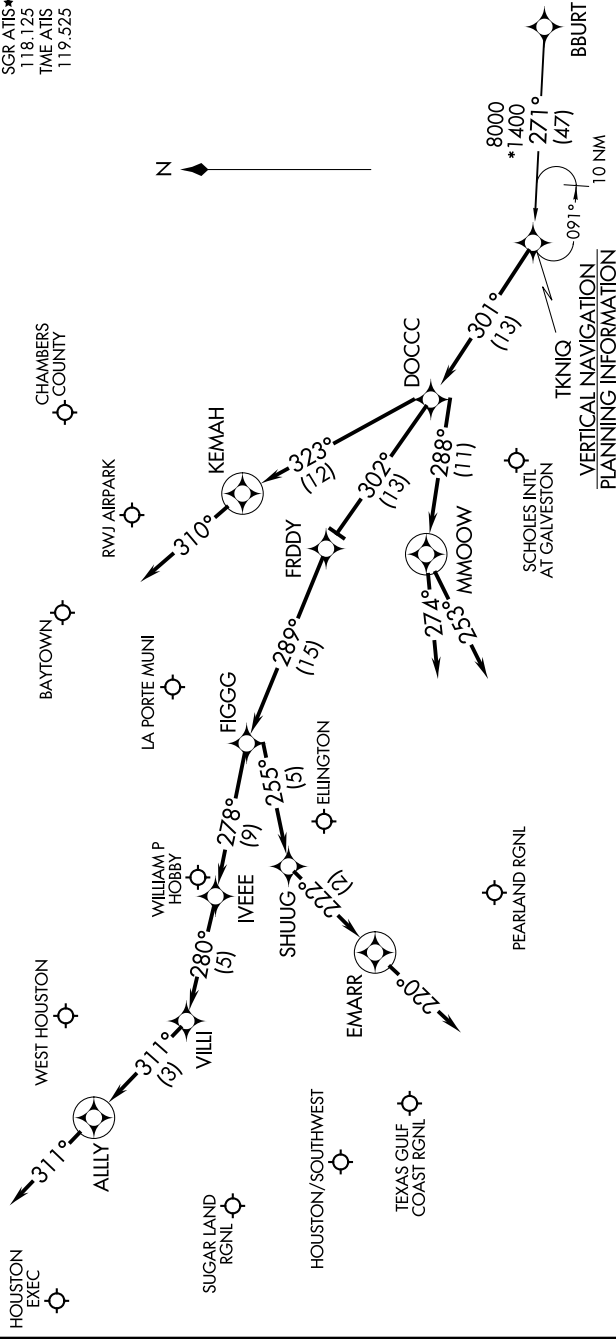 SGR ATIS*
118.125
TME ATIS
119.525
N
BBURT
8000
*1400
271°
(47)
10 NM
091°
TKNIQ
VERTICAL NAVIGATION
PLANNING INFORMATION
301°
(13)
DOCCC
CHAMBERS
COUNTY
KEMAH
323°
(12)
310°
RWJ AIRPARK
302°
(13)
288°
(11)
SCHOLES INTL
AT GALVESTON
FRDDY
MMOOW
274°
253°
BAYTOWN
LA PORTE MUNI
289°
(15)
FIGGG
255°
(5)
ELLINGTON
278°
(9)
WILLIAM P
HOBBY
IVEEE
SHUUG
222°
(2)
PEARLAND RGNL
EMARR
220°
280°
(5)
VILLI
WEST HOUSTON
311°
(3)
ALLLY
311°
HOUSTON/SOUTHWEST
TEXAS GULF
COAST RGNL
SUGAR LAND
RGNL
HOUSTON
EXEC